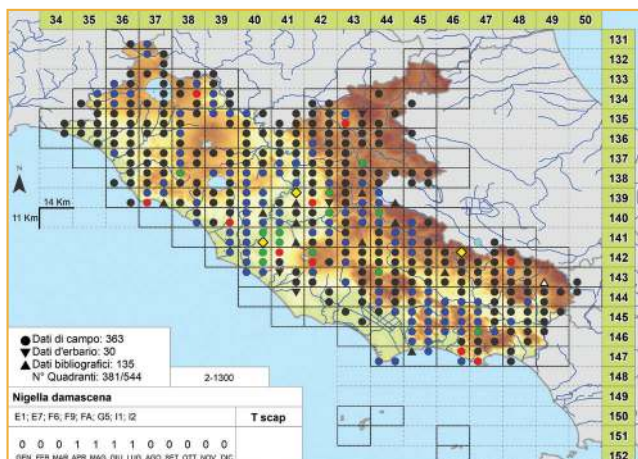 34 35 36 37 38 39 40 41 42 43 44 45 46 47 48 49 50
131
132
133
134
135
136
137
138
139
140
141
142
143
144
145
146
147
148
149
150
151
152
N
14 Km
11 Km
Dati di campo: 363
Dati d'erbario: 30
Dati bibliografici: 135
N° Quadranti: 381/544
2-1300
Nigella damascena
E1; E7; F6; F9; FA; G5; I1; I2
T scap
0 0 0 1 1 1 1 0 0 0 0 0
GEN FEB MAR APR MAG GIU LUG AGO SET OTT NOV DIC